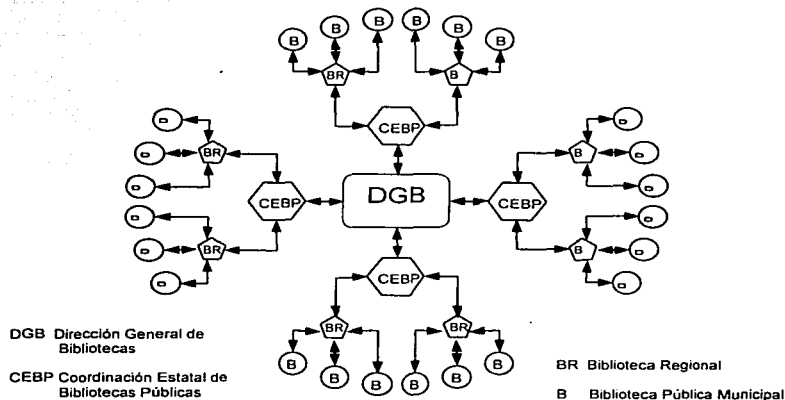 B B B B B B
BR B
CEBP
BR B
CEBP DGB CEBP
BR B
CEBP
BR BR
B B B B B B
DGB Dirección General de
Bibliotecas
CEBP Coordinación Estatal de
Bibliotecas Públicas
BR Biblioteca Regional
B Biblioteca Pública Municipal